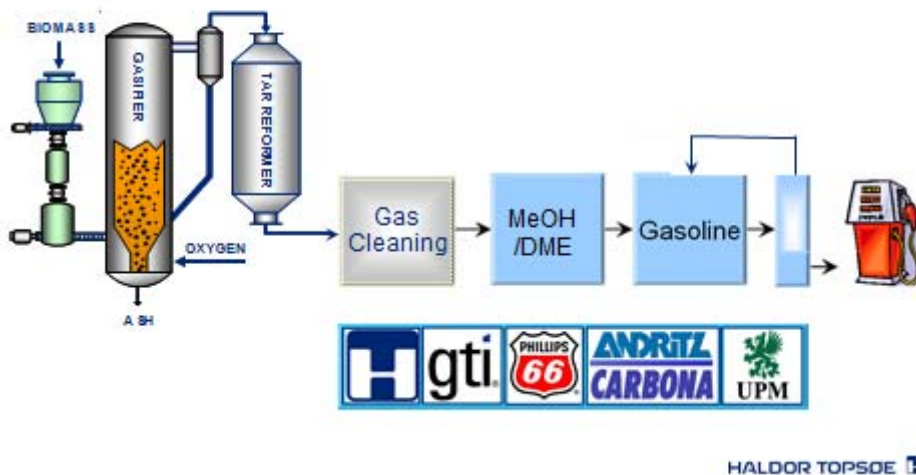 BIOMASS
GASIFIER
TAR REFORMER
OXYGEN
ASH
Gas
Cleaning
MeOH
/DME
Gasoline
H
gti
PHILLIPS
66
ANDRITZ
CARBONA
UPM
HALDOR TOPSØE